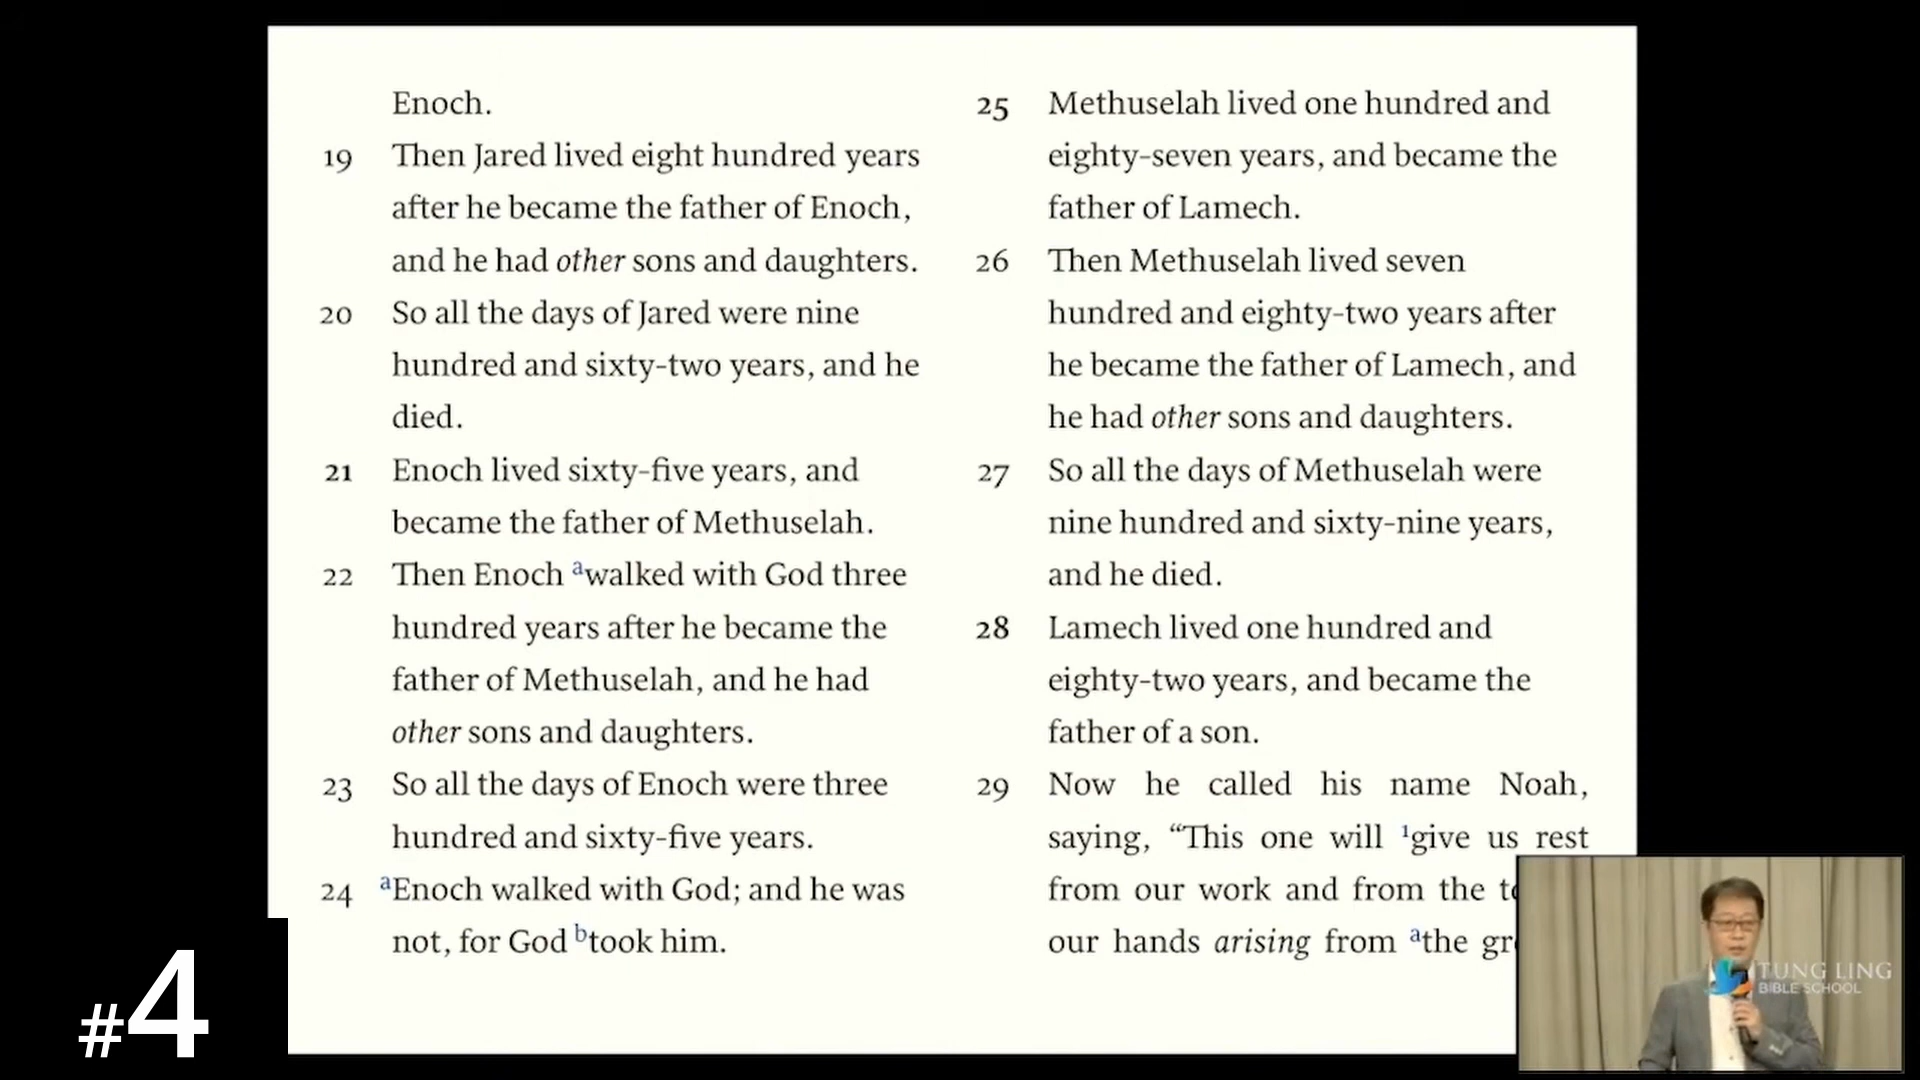 Enoch.
19 Then Jared lived eight hundred years
after he became the father of Enoch,
and he had other sons and daughters.
20 So all the days of Jared were nine
hundred and sixty-two years, and he
died.
21 Enoch lived sixty-five years, and
became the father of Methuselah.
22 Then Enoch awalked with God three
hundred years after he became the
father of Methuselah, and he had
other sons and daughters.
23 So all the days of Enoch were three
hundred and sixty-five years.
24 aEnoch walked with God; and he was
not, for God btook him.
25 Methuselah lived one hundred and
eighty-seven years, and became the
father of Lamech.
26 Then Methuselah lived seven
hundred and eighty-two years after
he became the father of Lamech, and
he had other sons and daughters.
27 So all the days of Methuselah were
nine hundred and sixty-nine years,
and he died.
28 Lamech lived one hundred and
eighty-two years, and became the
father of a son.
29 Now he called his name Noah,
saying, “This one will 1give us rest
from our work and from the
our hands arising from athe
#4
TUNG LING
BIBLE SCHOOL